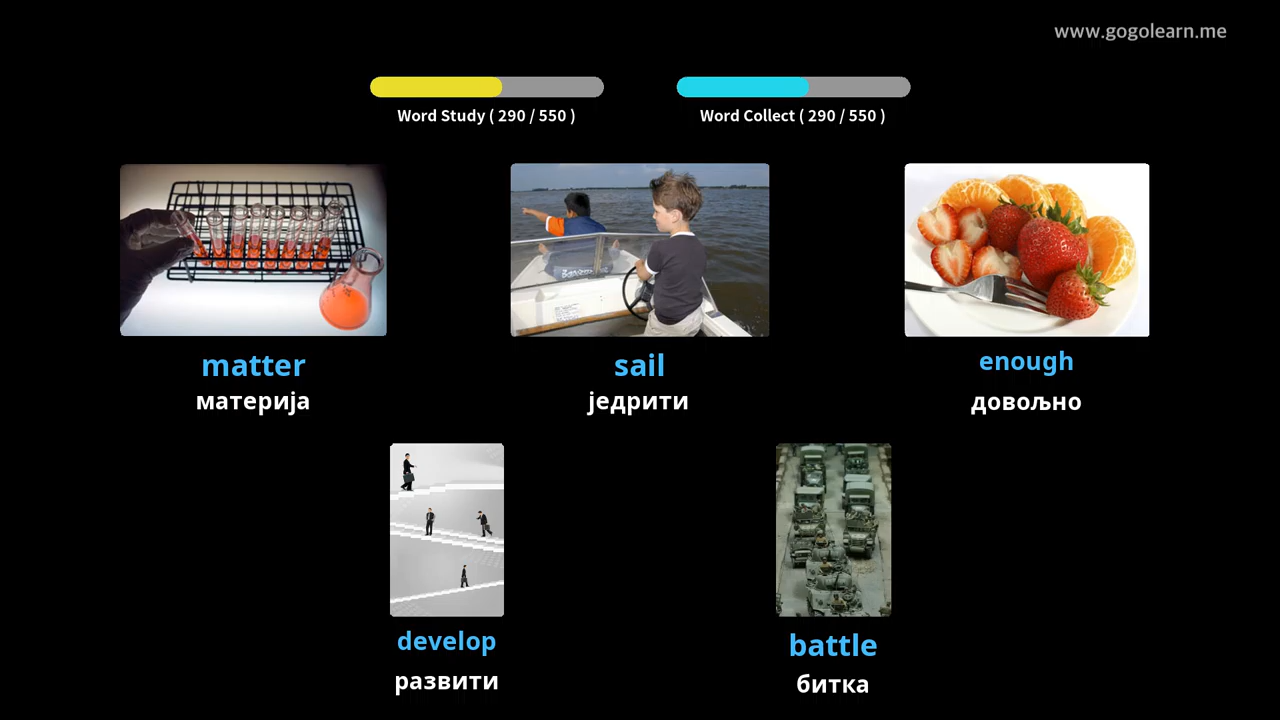 www.gogolearn.me
Word Study ( 290 / 550 )
Word Collect ( 290 / 550 )
matter
материја
sail
једрити
enough
довољно
develop
развити
battle
битка